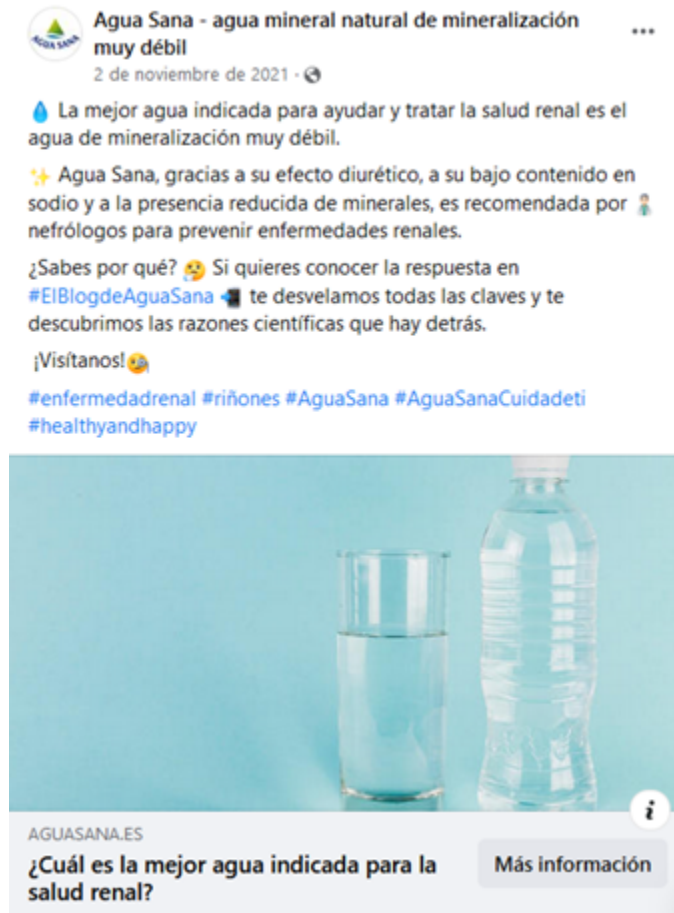 Agua Sana - agua mineral natural de mineralización
muy débil
2 de noviembre de 2021 ·
AGUA SANA
💧 La mejor agua indicada para ayudar y tratar la salud renal es el
agua de mineralización muy débil.
✨ Agua Sana, gracias a su efecto diurético, a su bajo contenido en
sodio y a la presencia reducida de minerales, es recomendada por 👨‍⚕️
nefrólogos para prevenir enfermedades renales.
¿Sabes por qué? 🤔 Si quieres conocer la respuesta en
#ElBlogdeAguaSana 📲 te desvelamos todas las claves y te
descubrimos las razones científicas que hay detrás.
¡Visítanos!🧐
#enfermedadrenal #riñones #AguaSana #AguaSanaCuidadeti
#healthyandhappy
i
AGUASANA.ES
¿Cuál es la mejor agua indicada para la
salud renal?
Más información